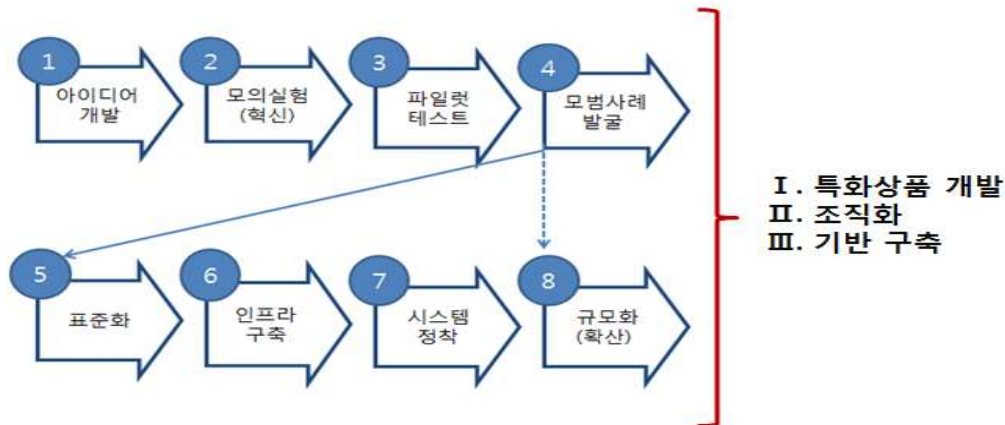 1
아이디어
개발
2
모의실험
(혁신)
3
파일럿
테스트
4
모범사례
발굴
5
표준화
6
인프라
구축
7
시스템
정착
8
규모화
(확산)
Ⅰ. 특화상품 개발
Ⅱ. 조직화
Ⅲ. 기반 구축